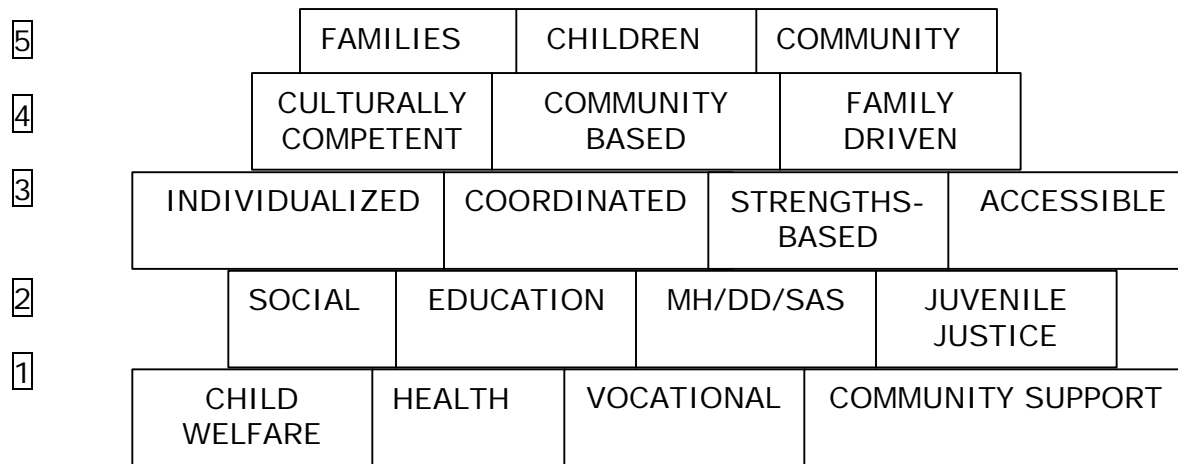 5
FAMILIES CHILDREN COMMUNITY
4
CULTURALLY COMPETENT
COMMUNITY BASED
FAMILY DRIVEN
3
INDIVIDUALIZED COORDINATED STRENGTHS-BASED ACCESSIBLE
2
SOCIAL EDUCATION MH/DD/SAS JUVENILE JUSTICE
1
CHILD WELFARE HEALTH VOCATIONAL COMMUNITY SUPPORT